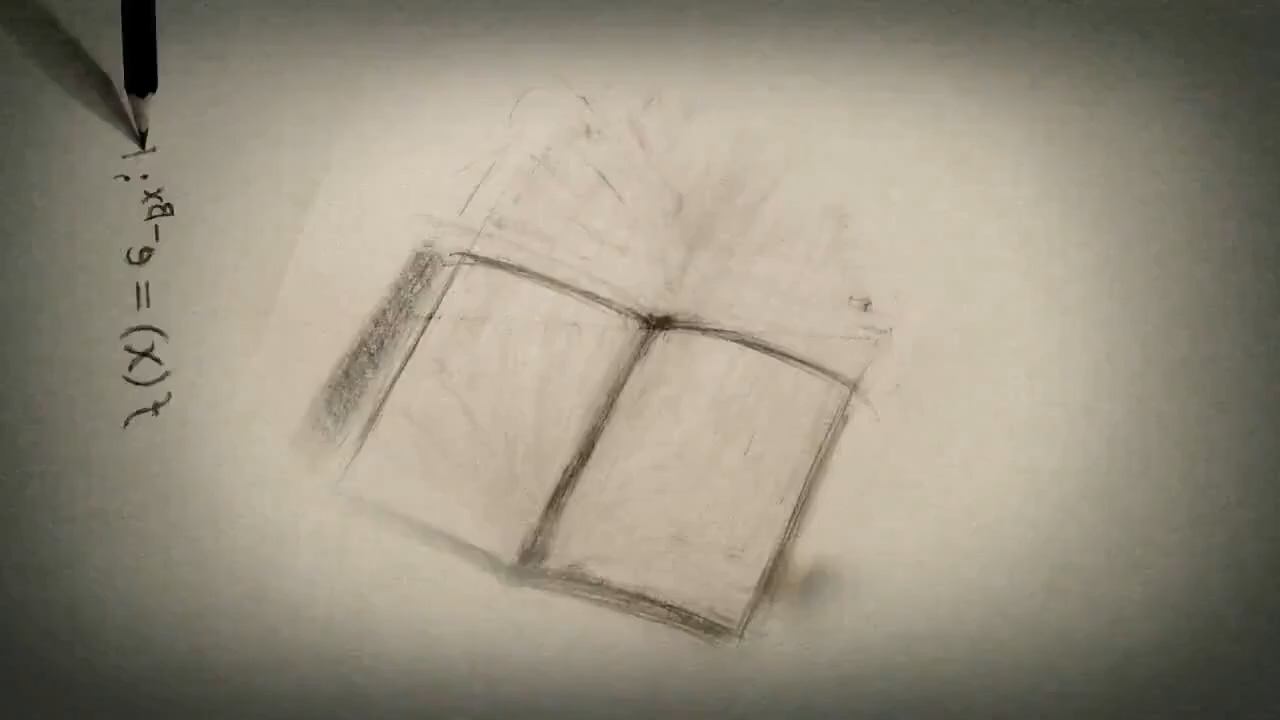 f(x) = e^-Bx